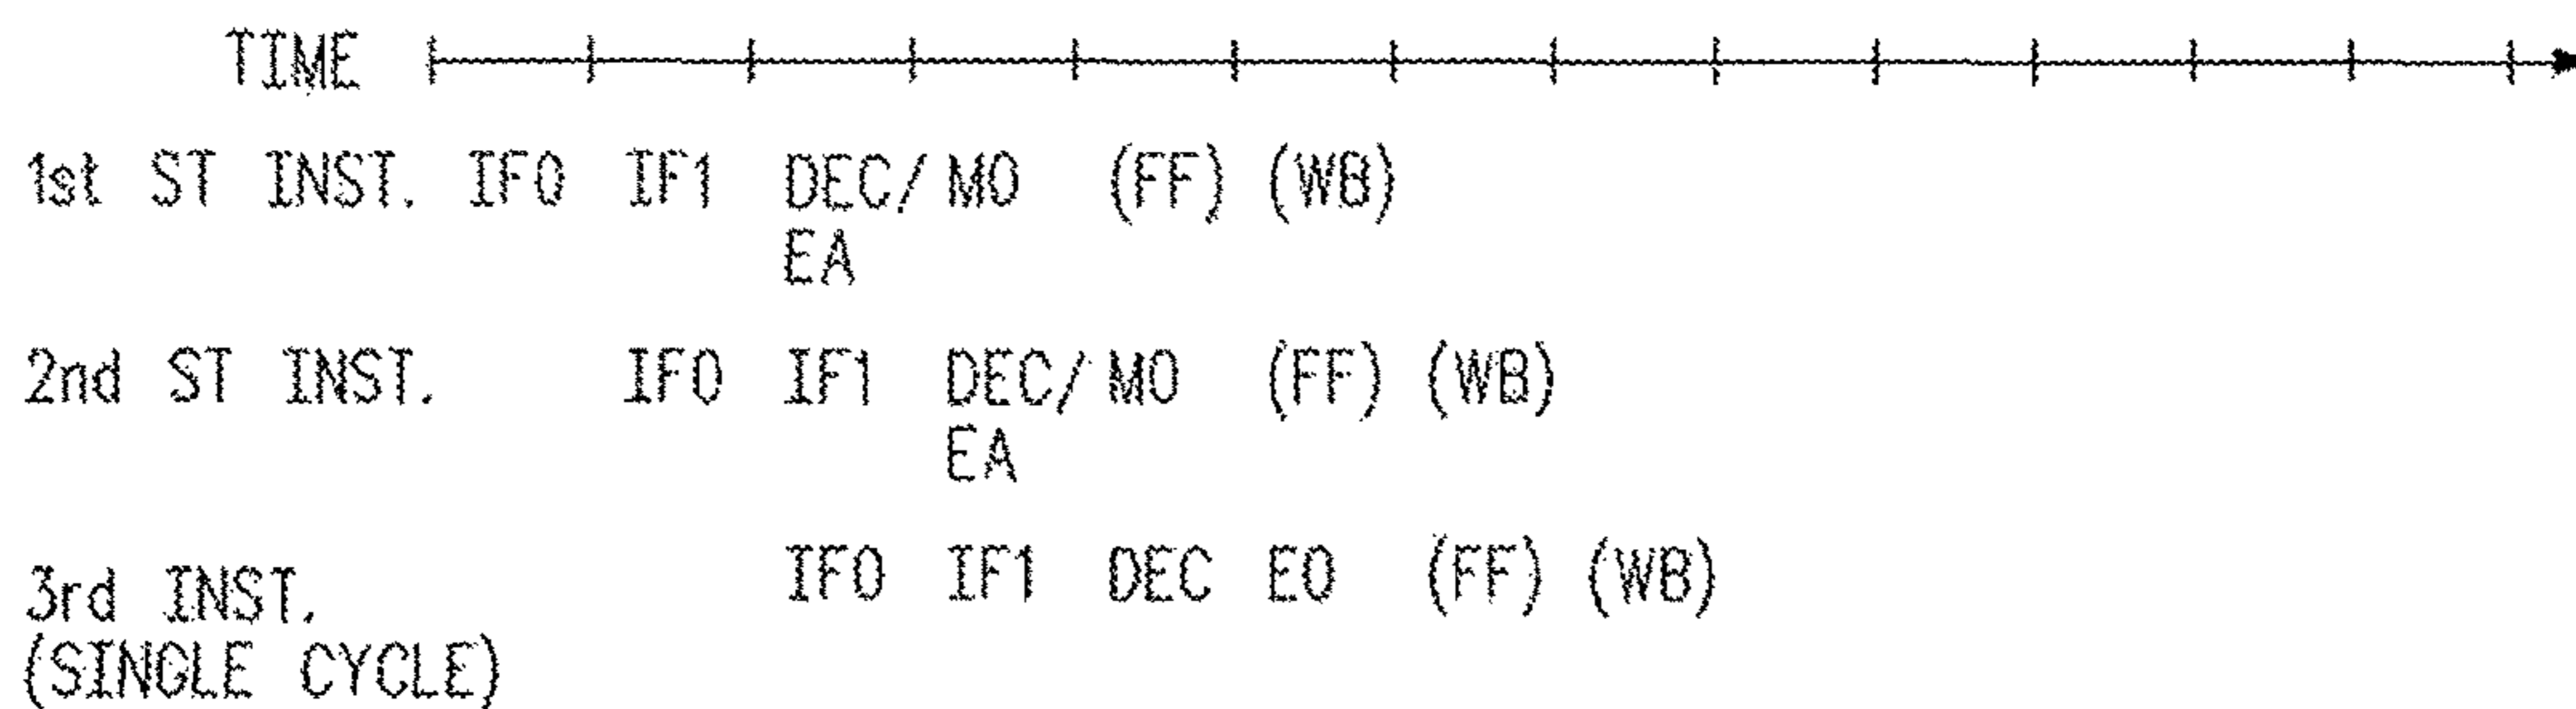 TIME
1st ST INST. IF0 IF1 DEC/ M0 (FF) (WB)
EA
2nd ST INST. IF0 IF1 DEC/ M0 (FF) (WB)
EA
IF0 IF1 DEC E0 (FF) (WB)
3rd INST.
(SINGLE CYCLE)